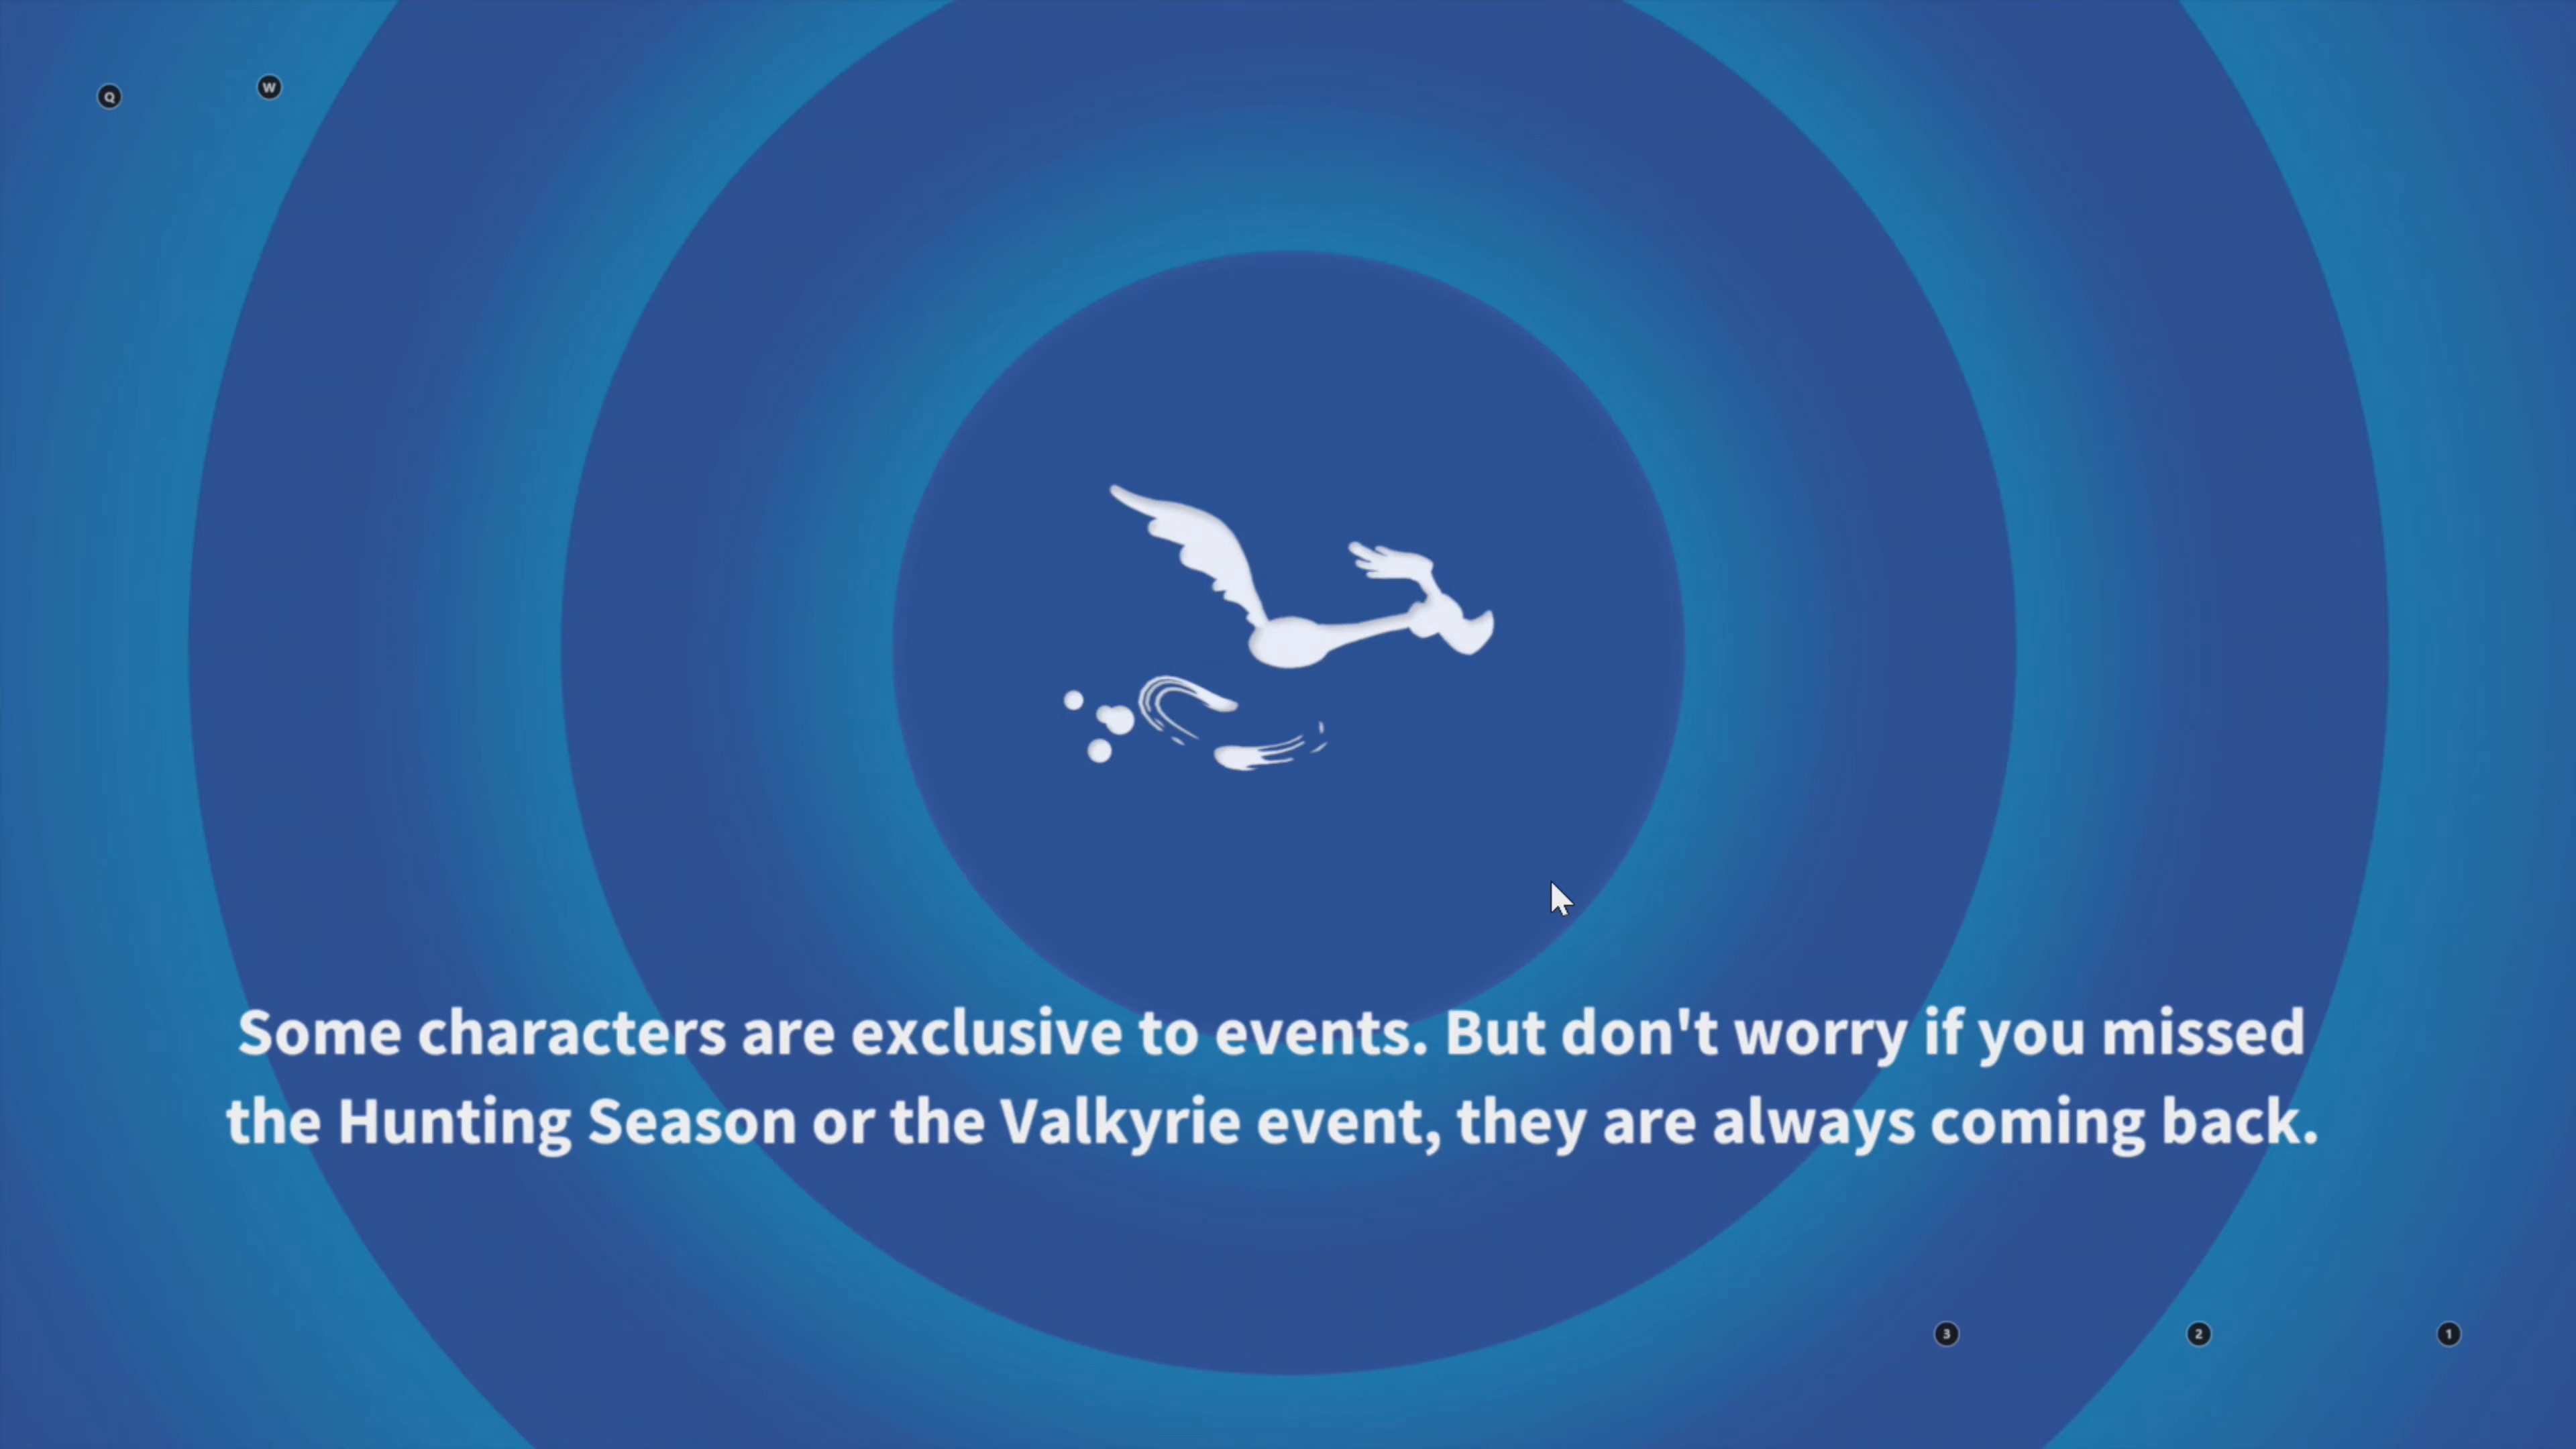 Q
W
Some characters are exclusive to events. But don't worry if you missed
the Hunting Season or the Valkyrie event, they are always coming back.
3
2
1